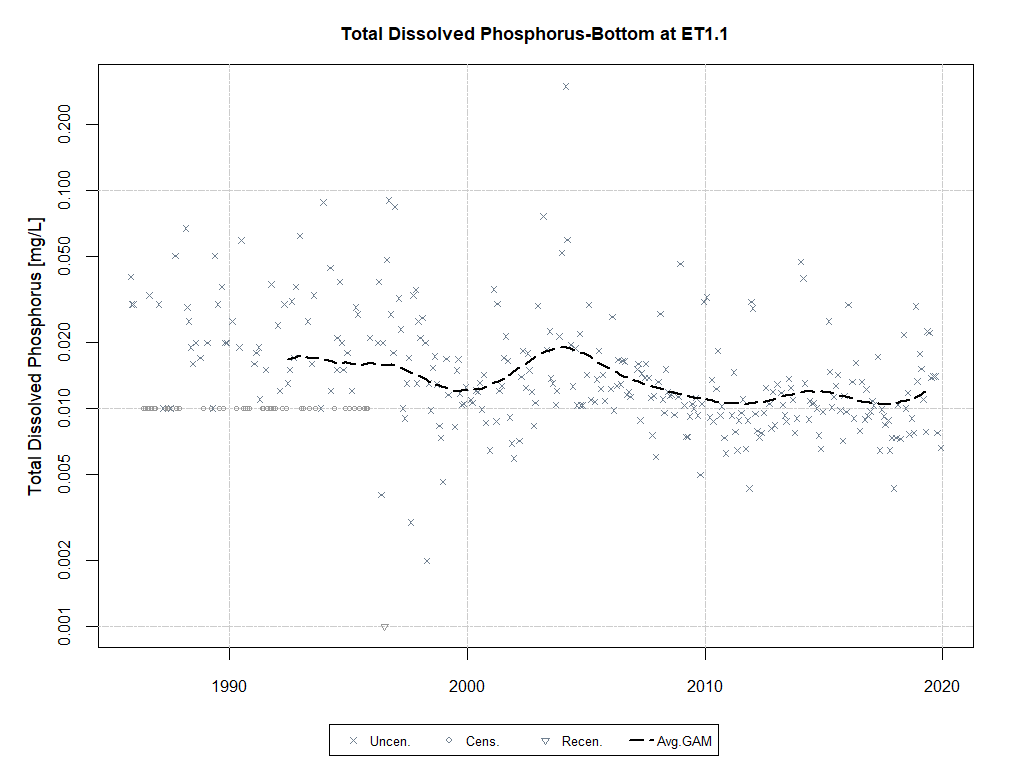 Total Dissolved Phosphorus-Bottom at ET1.1
Total Dissolved Phosphorus [mg/L]
0.200
0.100
0.050
0.020
0.010
0.005
0.002
0.001
1990 2000 2010 2020
Uncen. Cens. Recen. Avg.GAM